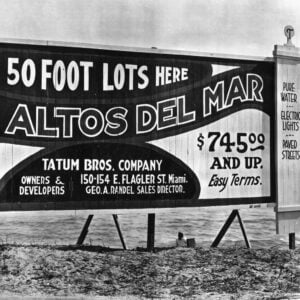 50 FOOT LOTS HERE
ALTOS DEL MAR
TATUM BROS. COMPANY
OWNERS &
DEVELOPERS
150-154 E. FLAGLER ST. Miami.
GEO. A. RANDEL SALES DIRECTOR.
$745.00
AND UP.
Easy Terms.
PURE
WATER
ELECTRIC
LIGHTS
PAVED
STREETS